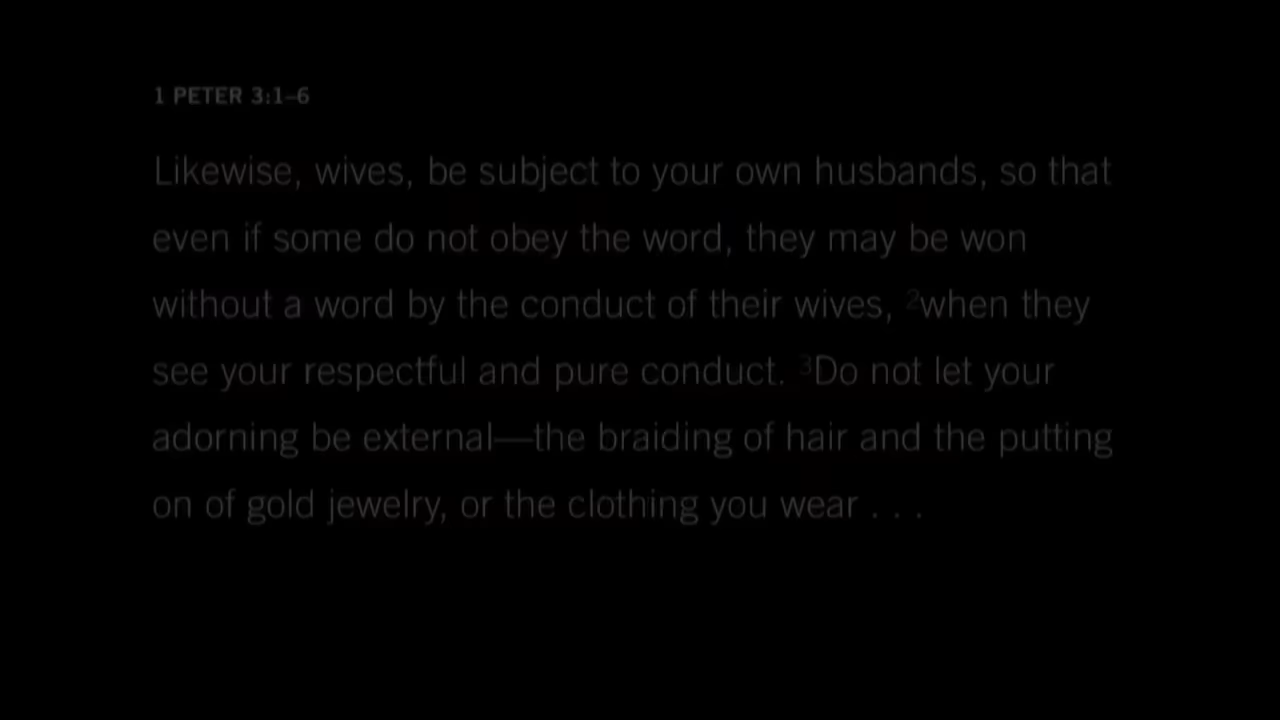 1 PETER 3:1–6
Likewise, wives, be subject to your own husbands, so that
even if some do not obey the word, they may be won
without a word by the conduct of their wives, 2when they
see your respectful and pure conduct. 3Do not let your
adorning be external—the braiding of hair and the putting
on of gold jewelry, or the clothing you wear . . .